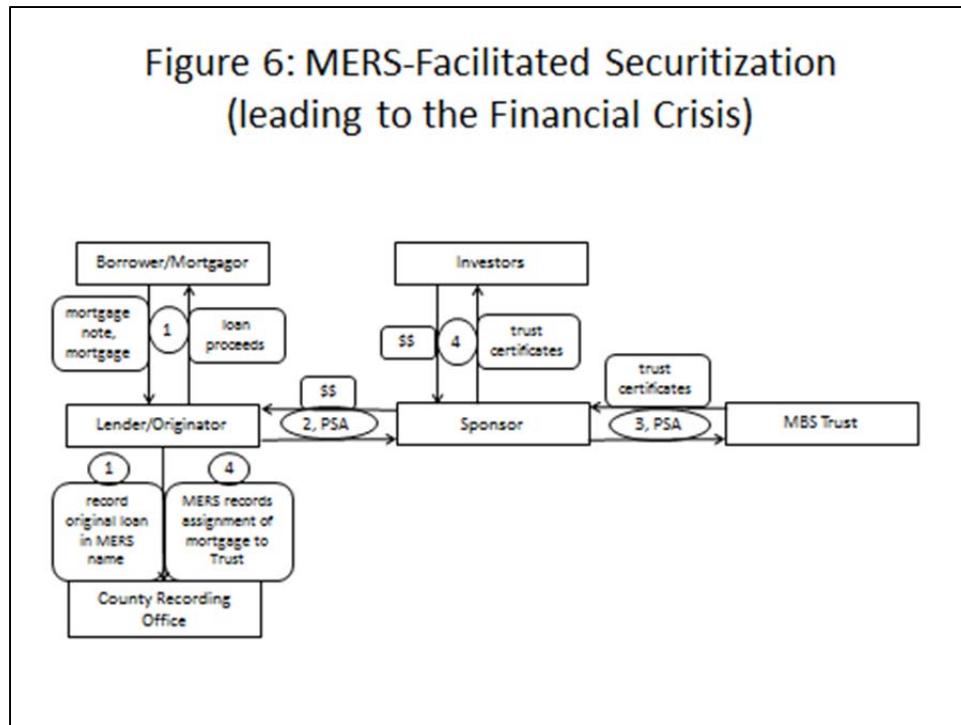 Figure 6: MERS-Facilitated Securitization
(leading to the Financial Crisis)
Borrower/Mortgagor
Investors
mortgage
note,
mortgage
1
loan
proceeds
$$
4
trust
certificates
trust
certificates
$$
Lender/Originator
2, PSA
Sponsor
3, PSA
MBS Trust
1
4
record
original loan
in MERS
name
MERS records
assignment of
mortgage to
Trust
County Recording
Office